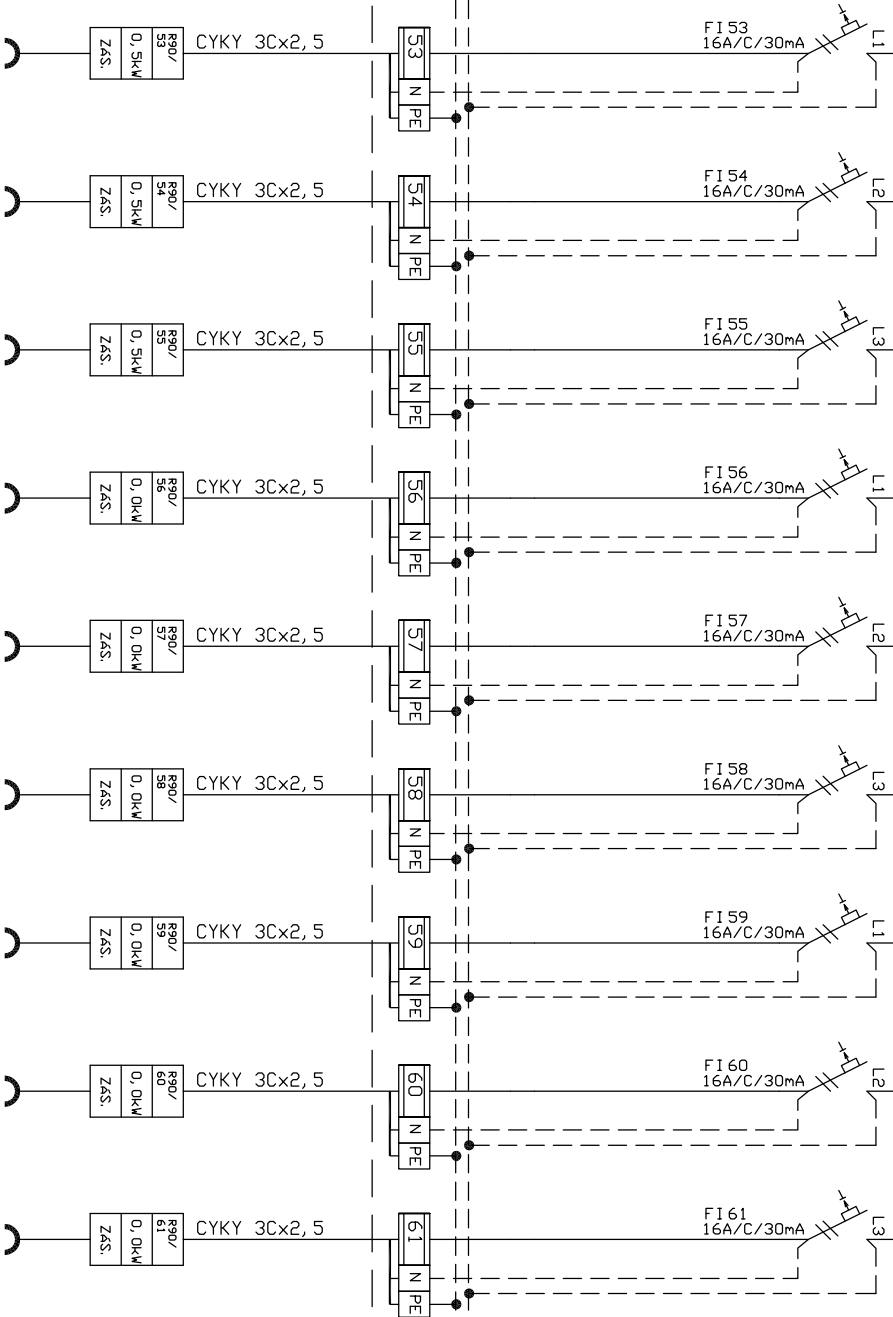 FI53
16A/C/30mA
L1
CYKY 3Cx2,5
R90/
53
0,5kW
ZÁS.
53
N
PE
FI54
16A/C/30mA
L2
CYKY 3Cx2,5
R90/
54
0,5kW
ZÁS.
54
N
PE
FI55
16A/C/30mA
L3
CYKY 3Cx2,5
R90/
55
0,5kW
ZÁS.
55
N
PE
FI56
16A/C/30mA
L1
CYKY 3Cx2,5
R90/
56
0,0kW
ZÁS.
56
N
PE
FI57
16A/C/30mA
L2
CYKY 3Cx2,5
R90/
57
0,0kW
ZÁS.
57
N
PE
FI58
16A/C/30mA
L3
CYKY 3Cx2,5
R90/
58
0,0kW
ZÁS.
58
N
PE
FI59
16A/C/30mA
L1
CYKY 3Cx2,5
R90/
59
0,0kW
ZÁS.
59
N
PE
FI60
16A/C/30mA
L2
CYKY 3Cx2,5
R90/
60
0,0kW
ZÁS.
60
N
PE
FI61
16A/C/30mA
L3
CYKY 3Cx2,5
R90/
61
0,0kW
ZÁS.
61
N
PE